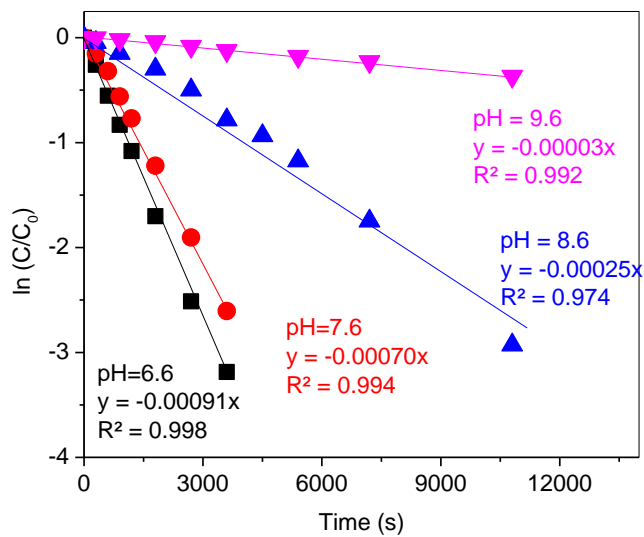 0
-1
-2
-3
-4
ln (C/C₀)
pH = 9.6
y = -0.00003x
R² = 0.992
pH = 8.6
y = -0.00025x
R² = 0.974
pH=7.6
y = -0.00070x
R² = 0.994
pH=6.6
y = -0.00091x
R² = 0.998
0 3000 6000 9000 12000
Time (s)